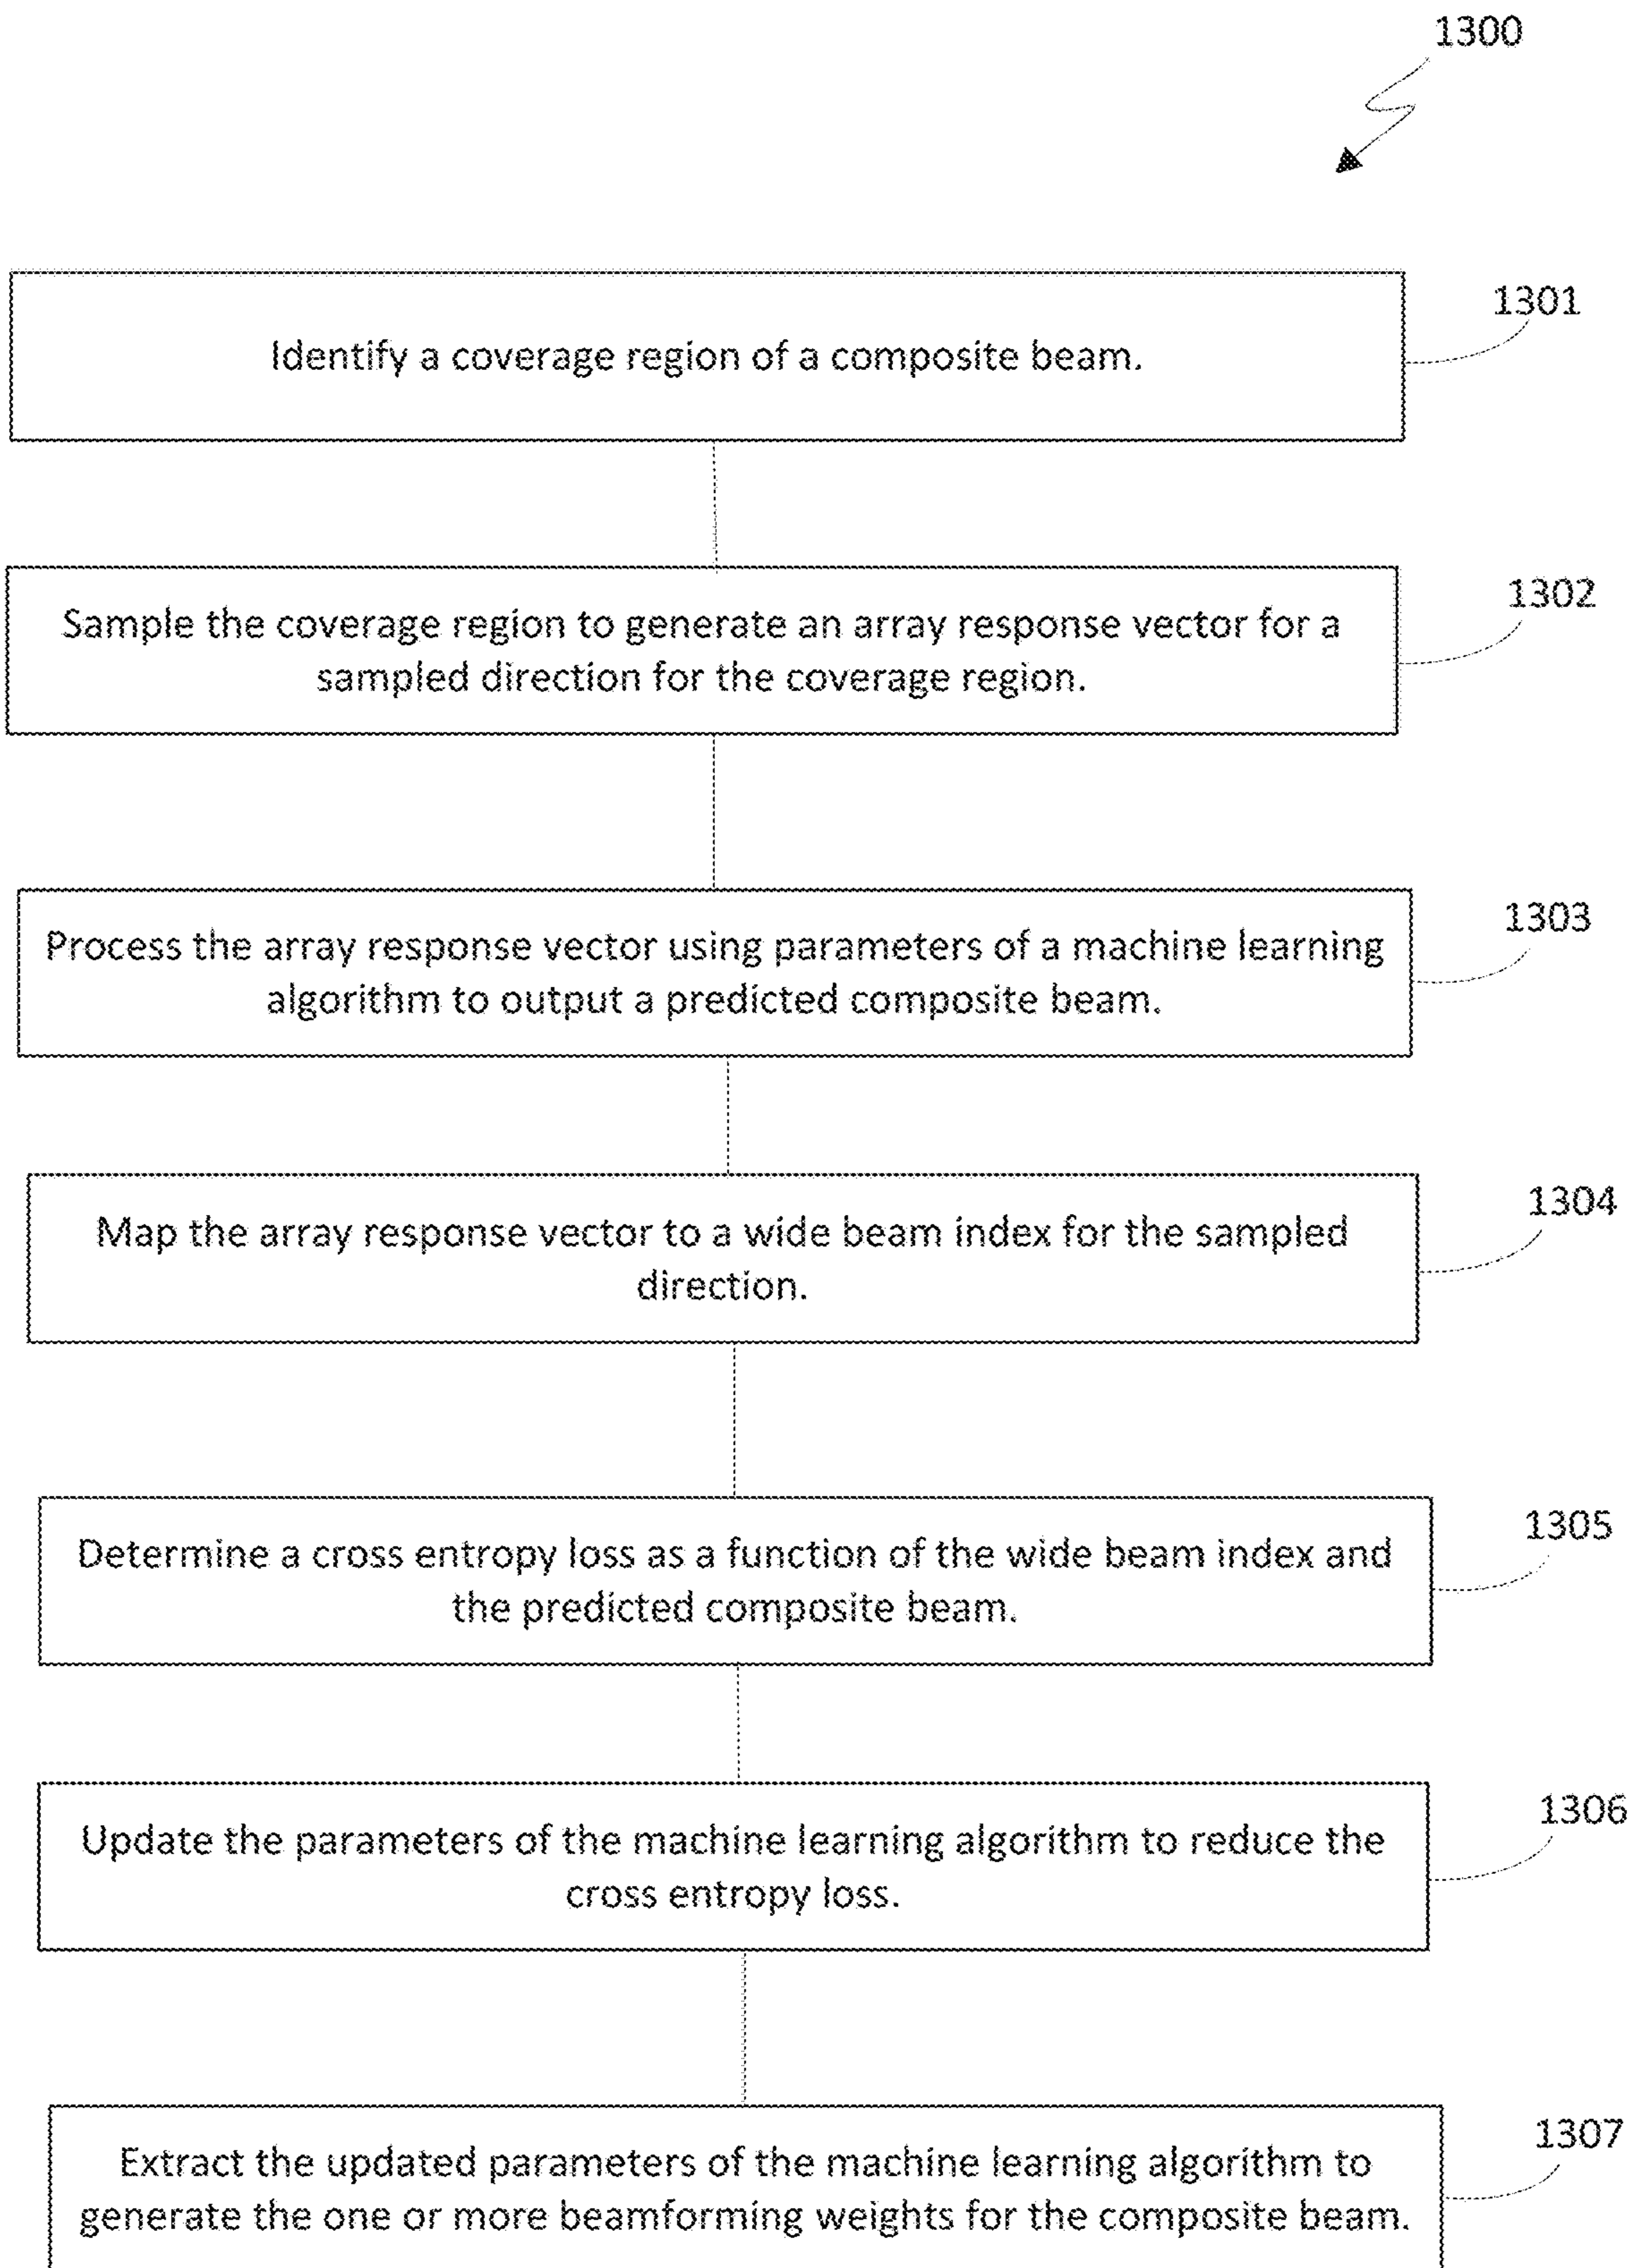 1300
Identify a coverage region of a composite beam.
1301
Sample the coverage region to generate an array response vector for a
sampled direction for the coverage region.
1302
Process the array response vector using parameters of a machine learning
algorithm to output a predicted composite beam.
1303
Map the array response vector to a wide beam index for the sampled
direction.
1304
Determine a cross entropy loss as a function of the wide beam index and
the predicted composite beam.
1305
Update the parameters of the machine learning algorithm to reduce the
cross entropy loss.
1306
Extract the updated parameters of the machine learning algorithm to
generate the one or more beamforming weights for the composite beam.
1307